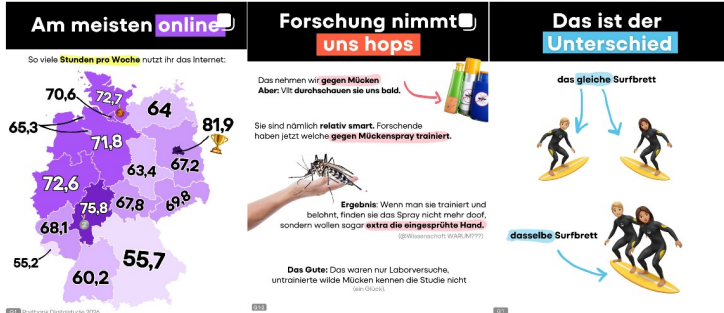 Am meisten online!
So viele Stunden pro Woche nutzt ihr das Internet:
70,6
72,7
64
65,3
81,9
71,8
63,4
67,2
72,6
75,8
67,8
69,8
68,1
55,2
60,2
55,7
Postbank Digitalstudie 2026
Forschung nimmt
uns hops
Das nehmen wir gegen Mücken
Aber: Vllt durchschauen sie uns bald.
Sie sind nämlich relativ smart. Forschende
haben jetzt welche gegen Mückenspray trainiert.
Ergebnis: Wenn man sie trainiert und
belohnt, finden sie das Spray nicht mehr doof,
sondern wollen sogar extra die eingesprühte Hand.
(@Wissenschaft WARUM???)
Das Gute: Das waren nur Laborversuche,
untrainierte wilde Mücken kennen die Studie nicht
(ein Glück).
Das ist der
Unterschied
das gleiche Surfbrett
dasselbe Surfbrett